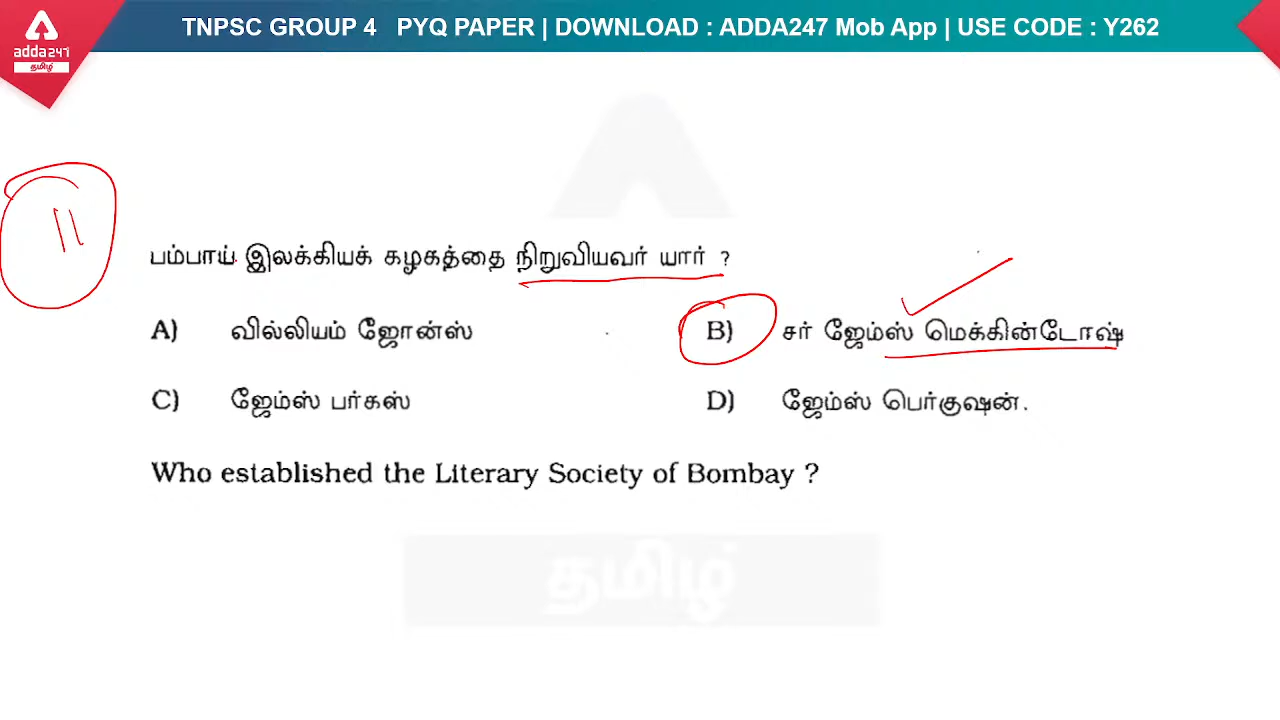 TNPSC GROUP 4 PYQ PAPER | DOWNLOAD : ADDA247 Mob App | USE CODE : Y262
adda247
தமிழ்
11
பம்பாய் இலக்கியக் கழகத்தை நிறுவியவர் யார் ?
A) வில்லியம் ஜோன்ஸ்
B) சர் ஜேம்ஸ் மெக்கின்டோஷ்
C) ஜேம்ஸ் பர்கஸ்
D) ஜேம்ஸ் பெர்குஷன்.
Who established the Literary Society of Bombay ?
தமிழ்